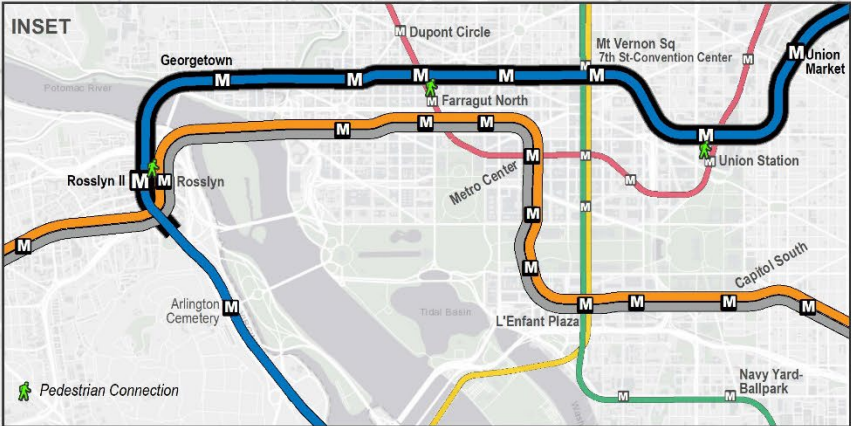 INSET
Dupont Circle
Georgetown
Mt Vernon Sq
7th St-Convention Center
Union
Market
Potomac River
M
M
M
M
M
M
M
M
M
Farragut North
M
M
M
M
M
M
M
Metro Center
M
Union Station
Rosslyn II
M
M
Rosslyn
M
M
M
M
M
M
Capitol South
Arlington
Cemetery
M
Tidal Basin
L'Enfant Plaza
M
M
M
M
Navy Yard-
Ballpark
M
M
Pedestrian Connection